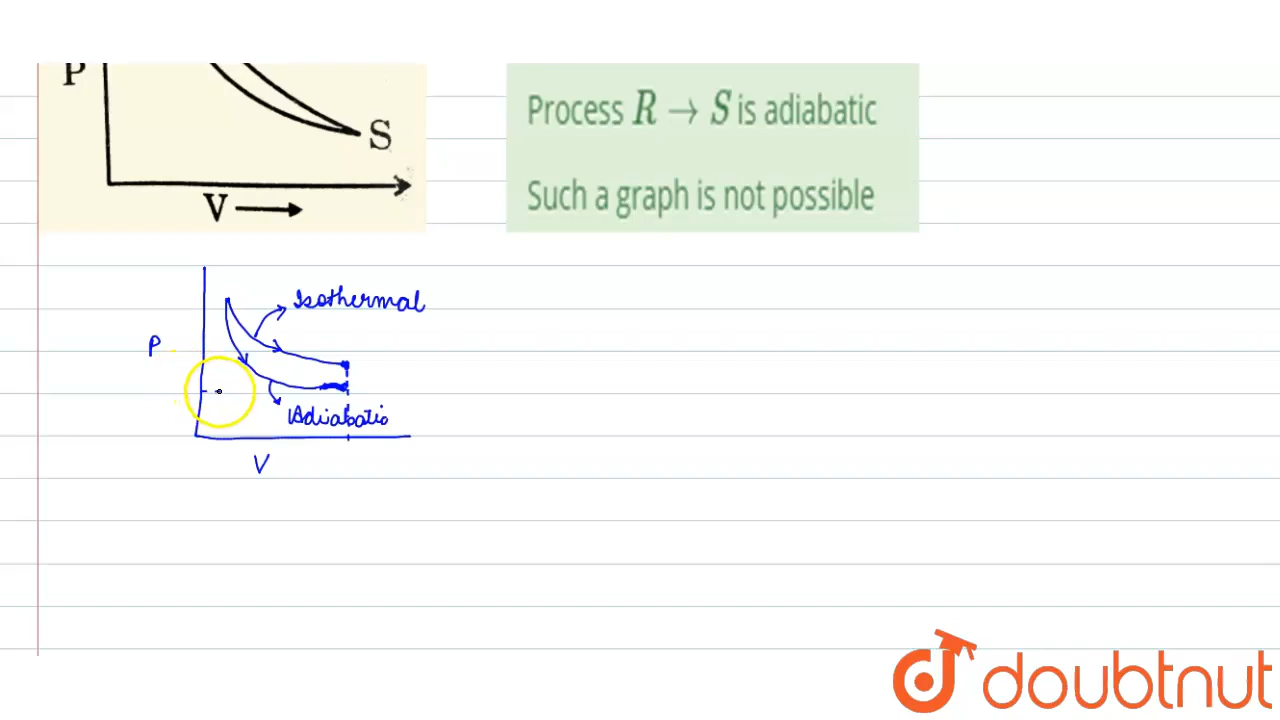 P
S
V
Process R → S is adiabatic
Such a graph is not possible
Isothermal
P
Adiabatic
V
doubtnut